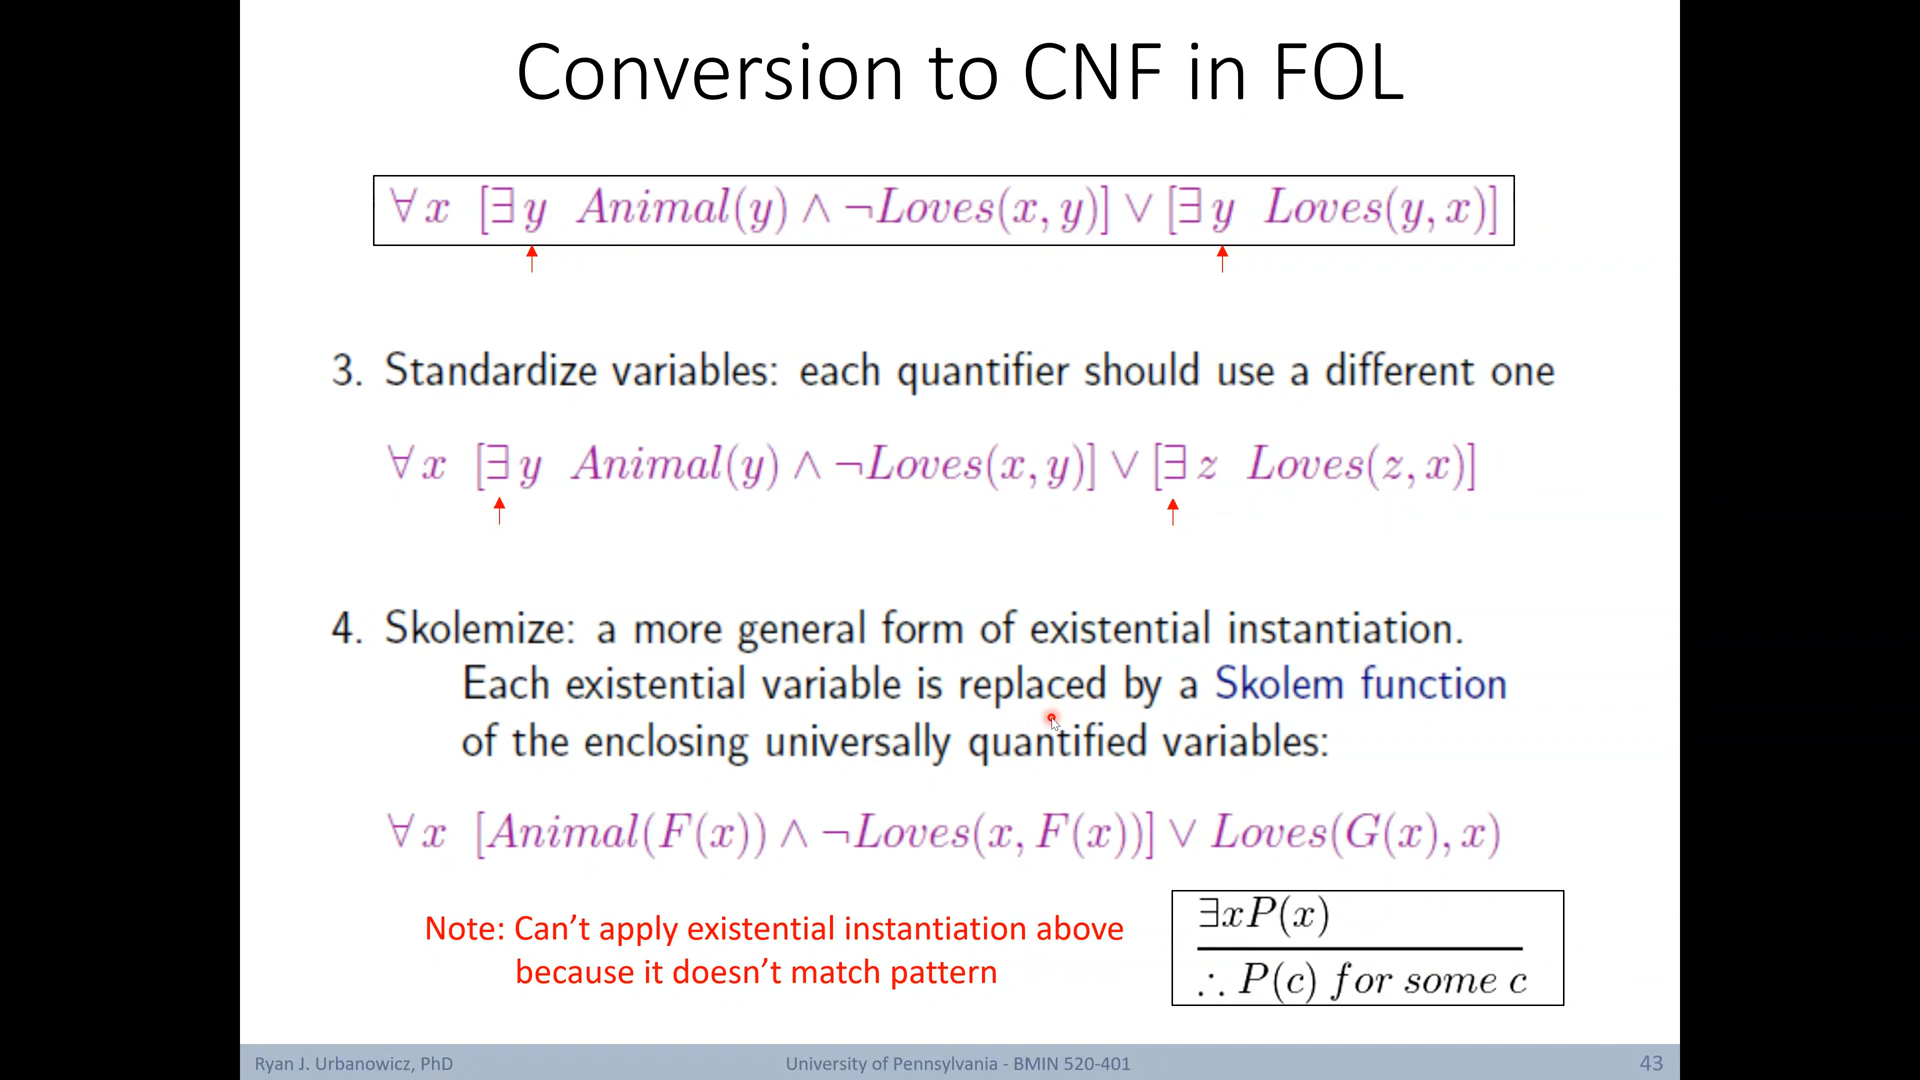 Conversion to CNF in FOL
∀x [∃y Animal(y) ∧ ¬Loves(x, y)] ∨ [∃y Loves(y, x)]
3. Standardize variables: each quantifier should use a different one
∀x [∃y Animal(y) ∧ ¬Loves(x, y)] ∨ [∃z Loves(z, x)]
4. Skolemize: a more general form of existential instantiation.
Each existential variable is replaced by a Skolem function
of the enclosing universally quantified variables:
∀x [Animal(F(x)) ∧ ¬Loves(x, F(x))] ∨ Loves(G(x), x)
Note: Can't apply existential instantiation above
because it doesn't match pattern
∃xP(x)
∴ P(c) for some c
Ryan J. Urbanowicz, PhD
University of Pennsylvania - BMIN 520-401
43